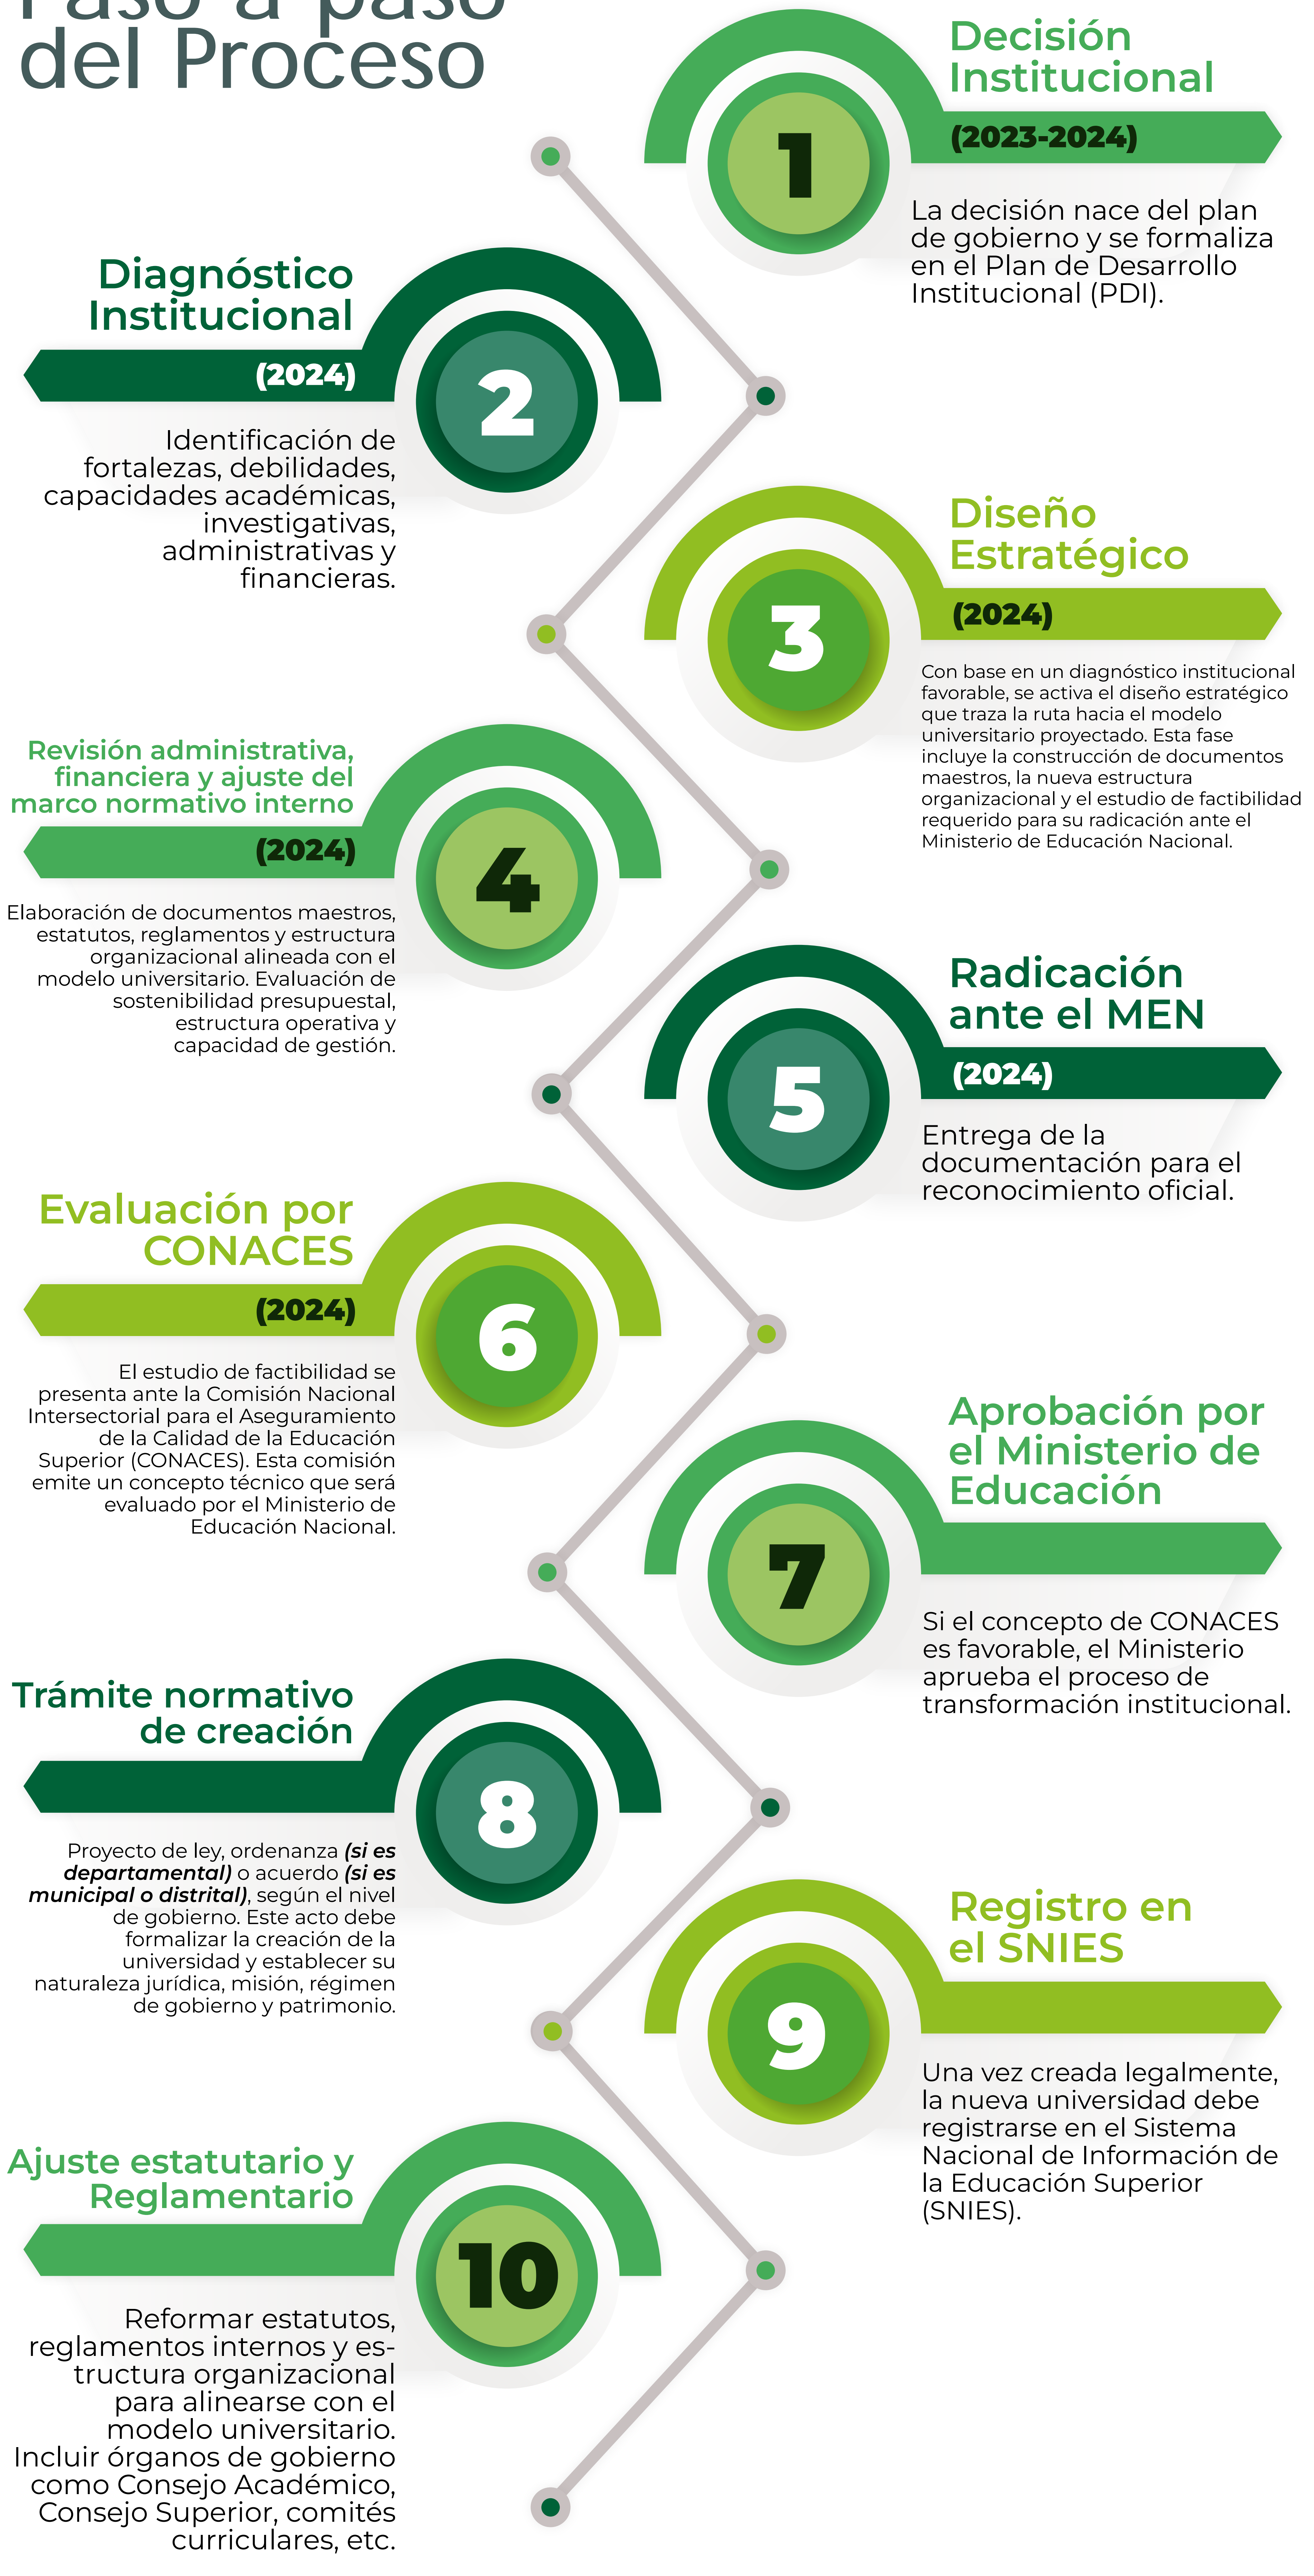 Paso a paso
del Proceso
Decisión
Institucional
(2023-2024)
1
La decisión nace del plan
de gobierno y se formaliza
en el Plan de Desarrollo
Institucional (PDI).
Diagnóstico
Institucional
(2024)
2
Identificación de
fortalezas, debilidades,
capacidades académicas,
investigativas,
administrativas y
financieras.
Diseño
Estratégico
(2024)
3
Con base en un diagnóstico institucional
favorable, se activa el diseño estratégico
que traza la ruta hacia el modelo
universitario proyectado. Esta fase
incluye la construcción de documentos
maestros, la nueva estructura
organizacional y el estudio de factibilidad
requerido para su radicación ante el
Ministerio de Educación Nacional.
Revisión administrativa,
financiera y ajuste del
marco normativo interno
(2024)
4
Elaboración de documentos maestros,
estatutos, reglamentos y estructura
organizacional alineada con el
modelo universitario. Evaluación de
sostenibilidad presupuestal,
estructura operativa y
capacidad de gestión.
Radicación
ante el MEN
(2024)
5
Entrega de la
documentación para el
reconocimiento oficial.
Evaluación por
CONACES
(2024)
6
El estudio de factibilidad se
presenta ante la Comisión Nacional
Intersectorial para el Aseguramiento
de la Calidad de la Educación
Superior (CONACES). Esta comisión
emite un concepto técnico que será
evaluado por el Ministerio de
Educación Nacional.
Aprobación por
el Ministerio de
Educación
7
Si el concepto de CONACES
es favorable, el Ministerio
aprueba el proceso de
transformación institucional.
Trámite normativo
de creación
8
Proyecto de ley, ordenanza (si es
departamental) o acuerdo (si es
municipal o distrital), según el nivel
de gobierno. Este acto debe
formalizar la creación de la
universidad y establecer su
naturaleza jurídica, misión, régimen
de gobierno y patrimonio.
Registro en
el SNIES
9
Una vez creada legalmente,
la nueva universidad debe
registrarse en el Sistema
Nacional de Información de
la Educación Superior
(SNIES).
Ajuste estatutario y
Reglamentario
10
Reformar estatutos,
reglamentos internos y es-
tructura organizacional
para alinearse con el
modelo universitario.
Incluir órganos de gobierno
como Consejo Académico,
Consejo Superior, comités
curriculares, etc.